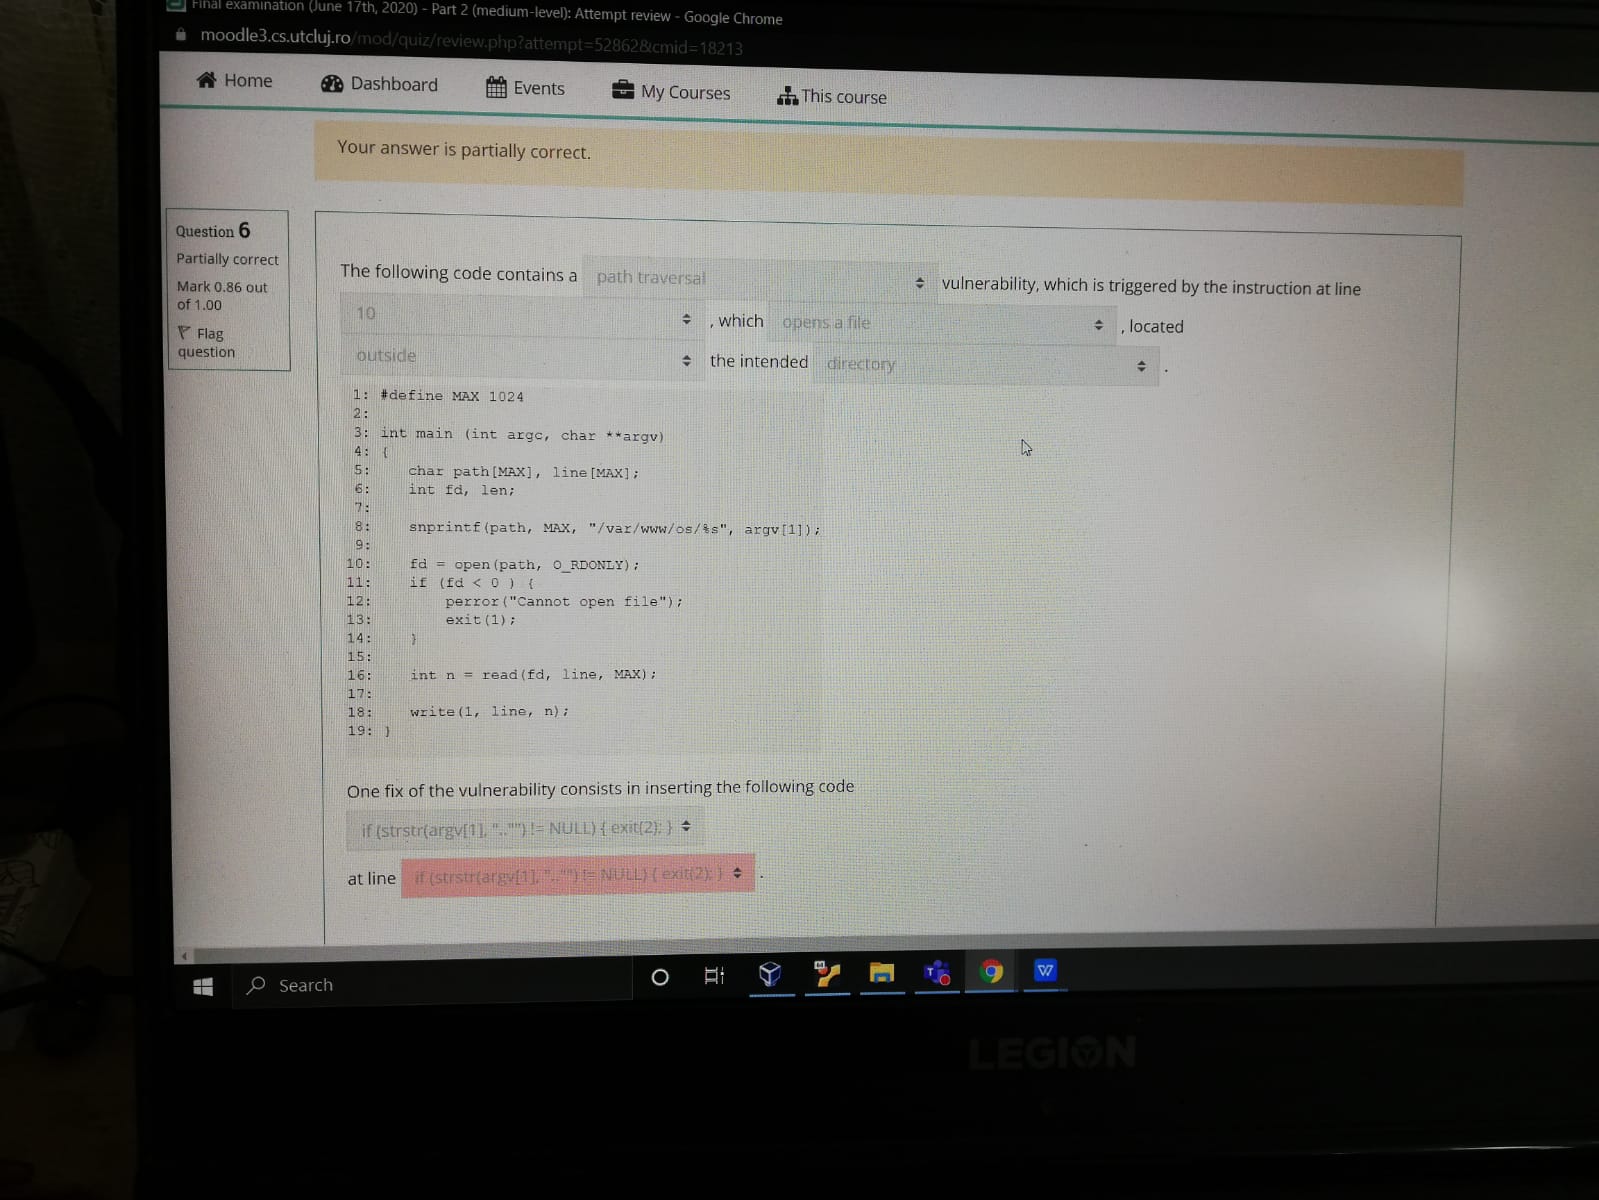 Final examination (June 17th, 2020) - Part 2 (medium-level): Attempt review - Google Chrome
moodle3.cs.utcluj.ro/mod/quiz/review.php?attempt=52862&cmid=18213
Home Dashboard Events My Courses This course
Your answer is partially correct.
Question 6
Partially correct
Mark 0.86 out
of 1.00
Flag
question
The following code contains a path traversal vulnerability, which is triggered by the instruction at line
10 , which opens a file , located
outside the intended directory .
1: #define MAX 1024
2:
3: int main (int argc, char **argv)
4: {
5: char path[MAX], line[MAX];
6: int fd, len;
7:
8: snprintf(path, MAX, "/var/www/os/%s", argv[1]);
9:
10: fd = open(path, O_RDONLY);
11: if (fd < 0 ) {
12: perror("Cannot open file");
13: exit(1);
14: }
15:
16: int n = read(fd, line, MAX);
17:
18: write(1, line, n);
19: }
One fix of the vulnerability consists in inserting the following code
if (strstr(argv[1], "..") != NULL) { exit(2); }
at line if (strstr(argv[1], "..") != NULL) { exit(2); } .
Search
LEGION